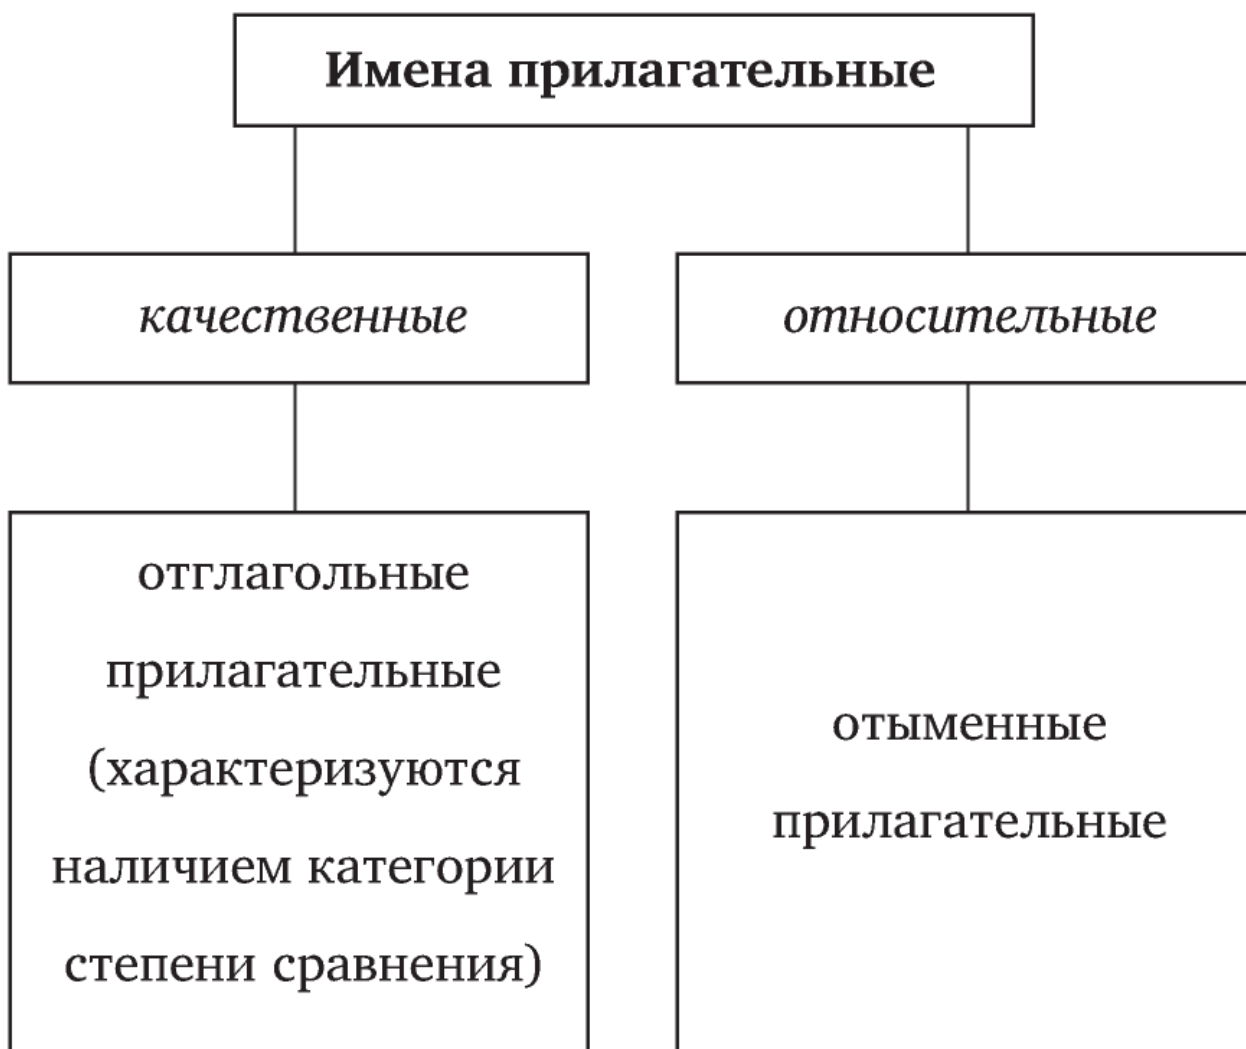 Имена прилагательные
качественные
относительные
отглагольные
прилагательные
(характеризуются
наличием категории
степени сравнения)
отыменные
прилагательные